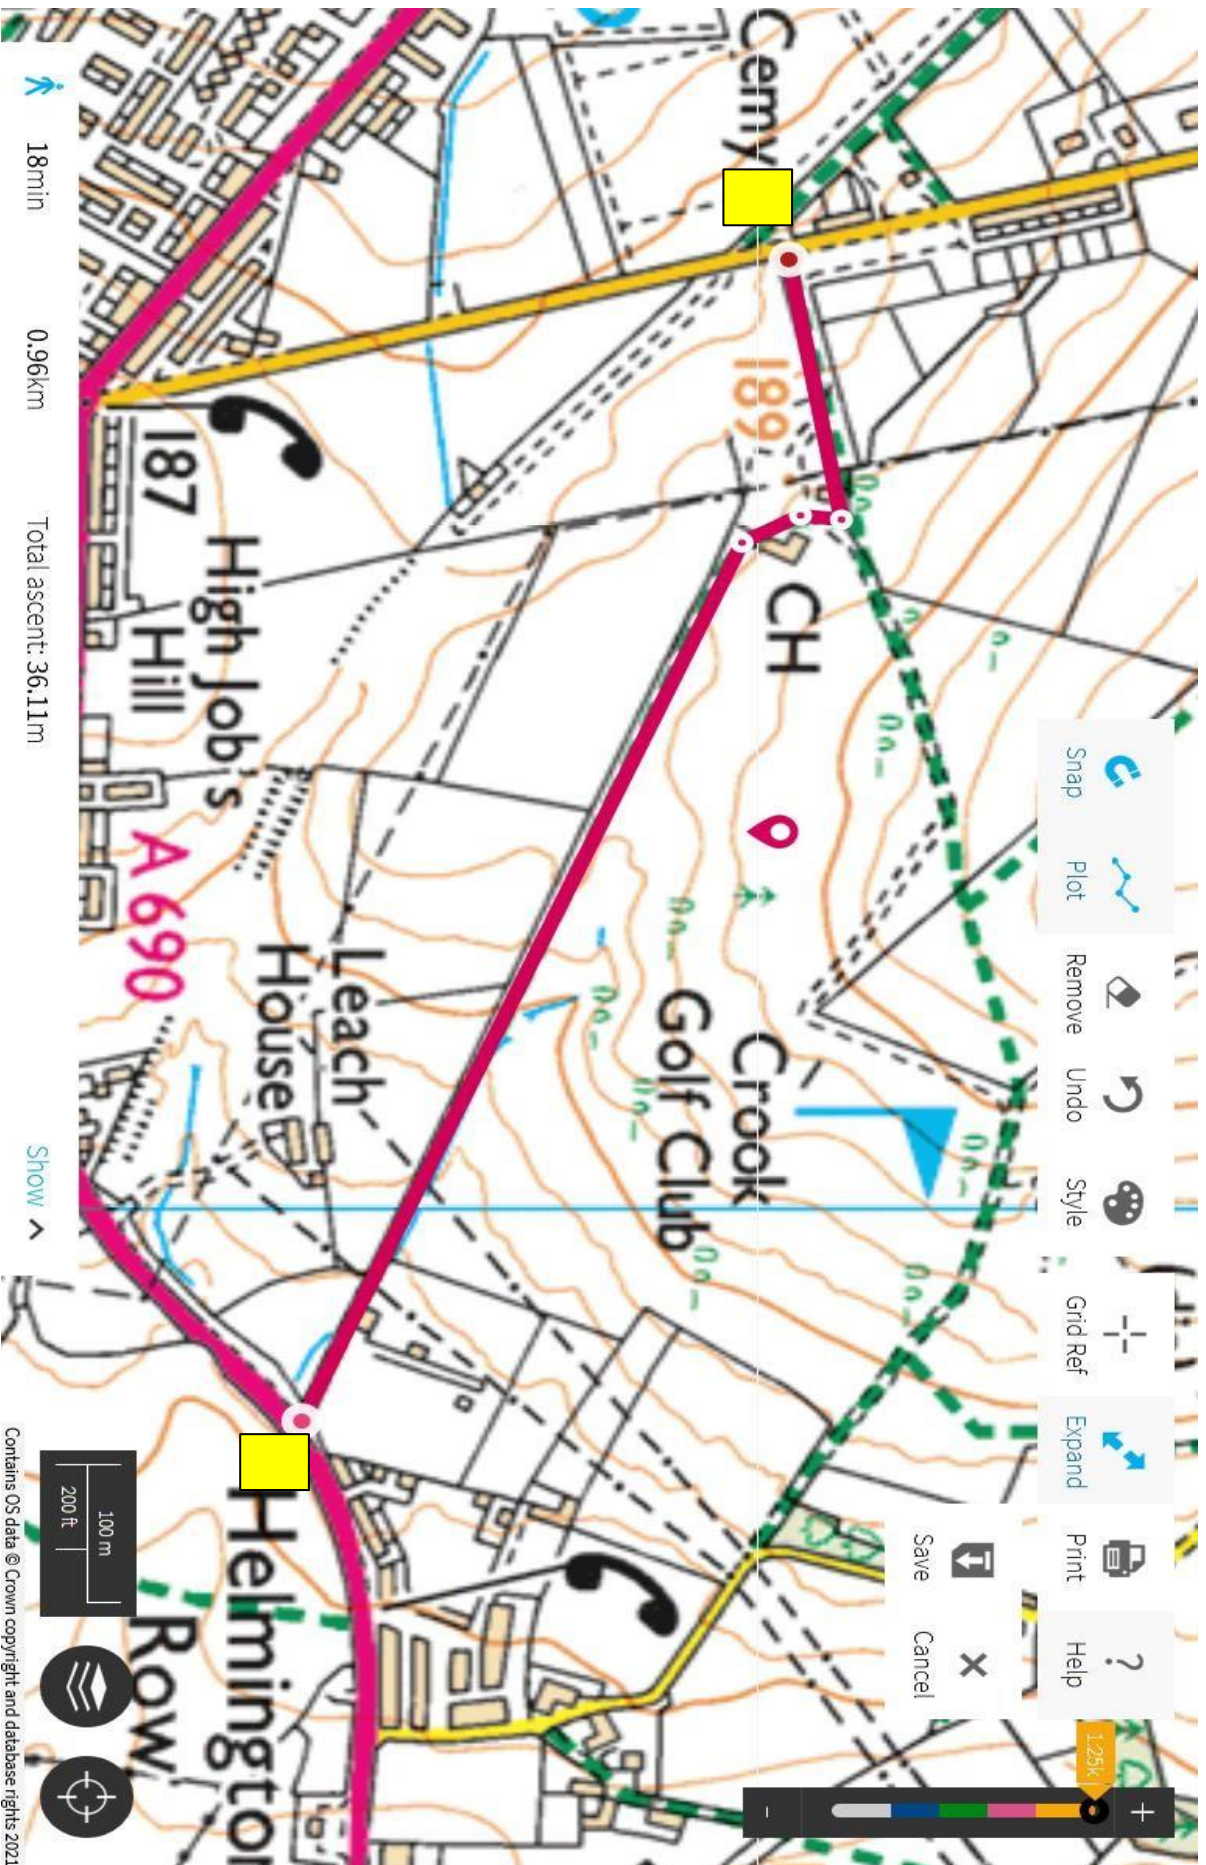 Snap
Plot
Remove
Undo
Style
Grid Ref
Expand
Print
Help
Save
Cancel
1:25k
+
-
Cemy
189
CH
Crook
Golf Club
Leach
House
High Job's
Hill
187
A 690
Helmington
Row
18min
0.96km
Total ascent: 36.11m
Show
100 m
200 ft
Contains OS data © Crown copyright and database rights 2021